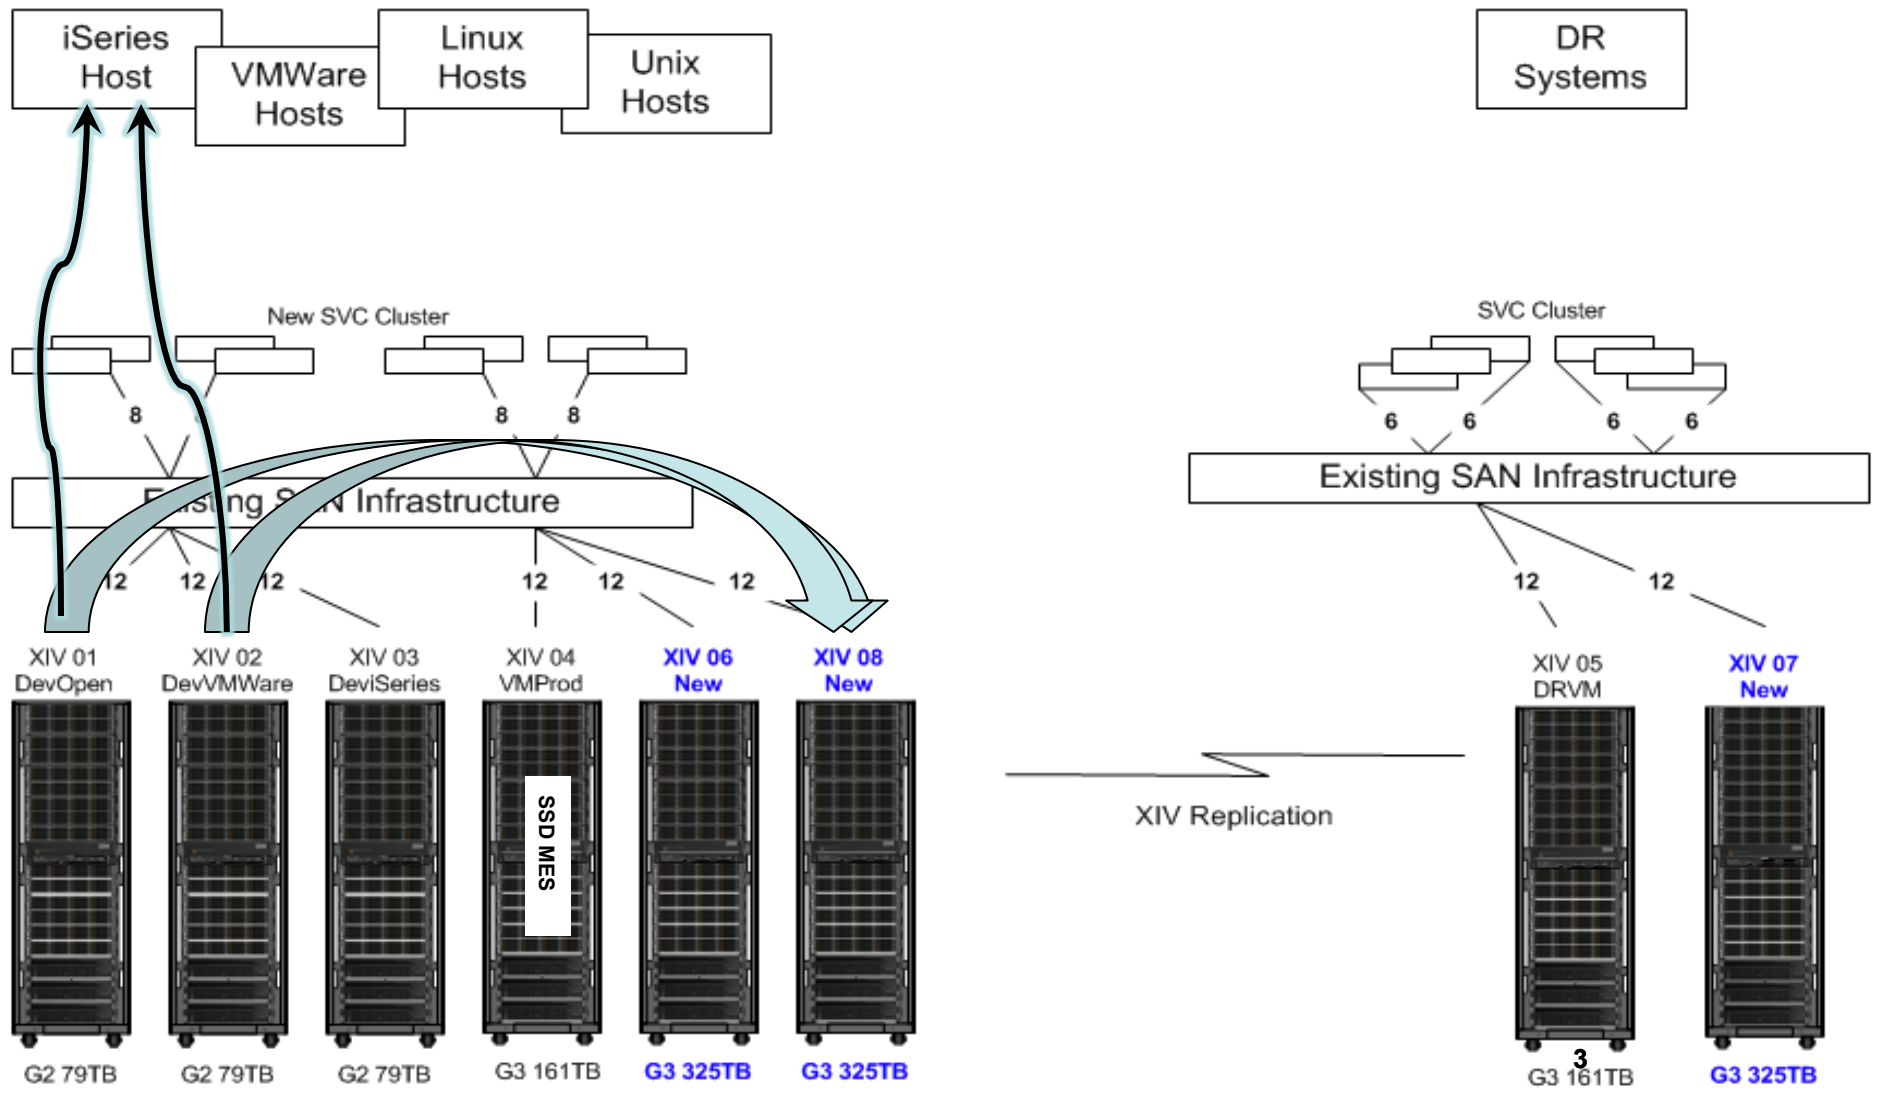 iSeries
Host
VMWare
Hosts
Linux
Hosts
Unix
Hosts
DR
Systems
New SVC Cluster
SVC Cluster
8
8
8
6
6
6
6
Existing SAN Infrastructure
Existing SAN Infrastructure
12
12
12
12
12
12
12
12
XIV 01
DevOpen
XIV 02
DevVMWare
XIV 03
DeviSeries
XIV 04
VMProd
XIV 06
New
XIV 08
New
XIV 05
DRVM
XIV 07
New
SSD MES
XIV Replication
G2 79TB
G2 79TB
G2 79TB
G3 161TB
G3 325TB
G3 325TB
3
G3 161TB
G3 325TB